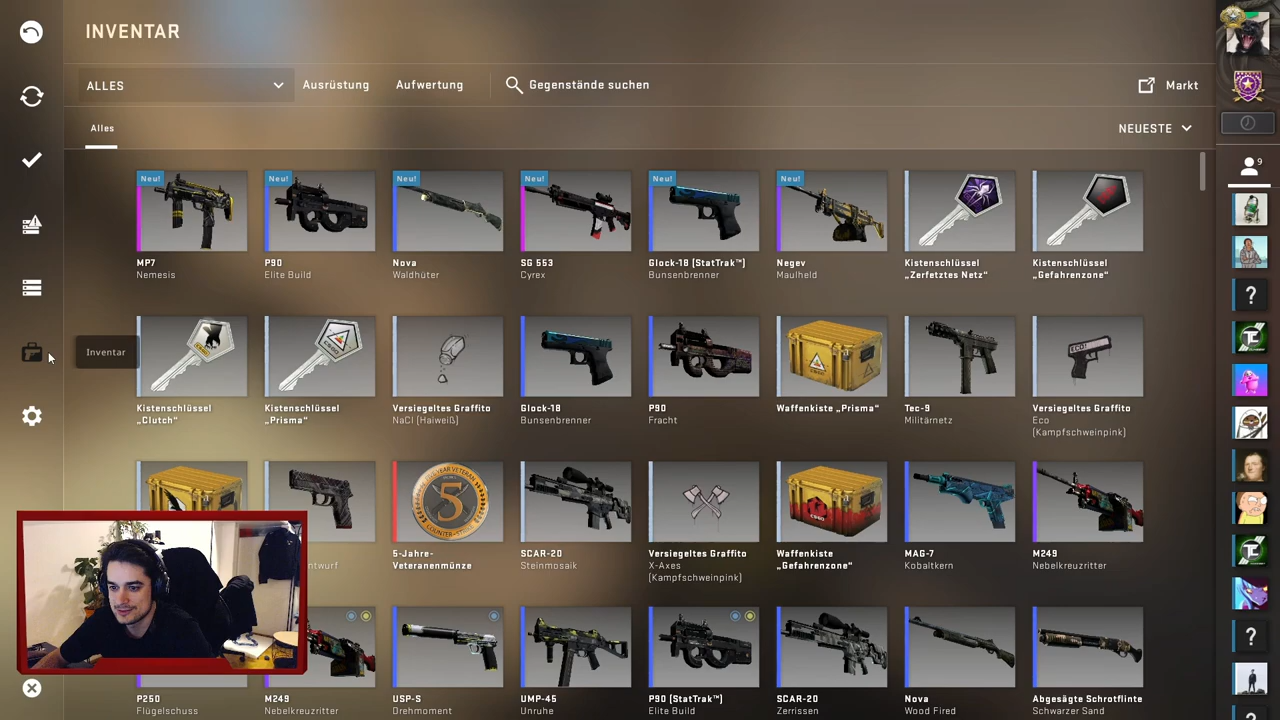 INVENTAR
ALLES
Ausrüstung
Aufwertung
Gegenstände suchen
Markt
Alles
NEUESTE
9
Neu!
Neu!
Neu!
Neu!
Neu!
Neu!
MP7
Nemesis
P90
Elite Build
Nova
Waldhüter
SG 553
Cyrex
Glock-18 (StatTrak™)
Bunsenbrenner
Negev
Maulheld
Kistenschlüssel
„Zerfetztes Netz“
Kistenschlüssel
„Gefahrenzone“
Inventar
Kistenschlüssel
„Clutch“
Kistenschlüssel
„Prisma“
Versiegeltes Graffito
NaCl (Haiweiß)
Glock-18
Bunsenbrenner
P90
Fracht
Waffenkiste „Prisma“
Tec-9
Militärnetz
Versiegeltes Graffito
Eco
(Kampfschweinpink)
5
ntwurf
5-Jahre-
Veteranenmünze
SCAR-20
Steinmosaik
Versiegeltes Graffito
X-Axes
(Kampfschweinpink)
Waffenkiste
„Gefahrenzone“
MAG-7
Kobaltkern
M249
Nebelkreuzritter
P250
Flügelschuss
M249
Nebelkreuzritter
USP-S
Drehmoment
UMP-45
Unruhe
P90 (StatTrak™)
Elite Build
SCAR-20
Zerrissen
Nova
Wood Fired
Abgesägte Schrotflinte
Schwarzer Sand